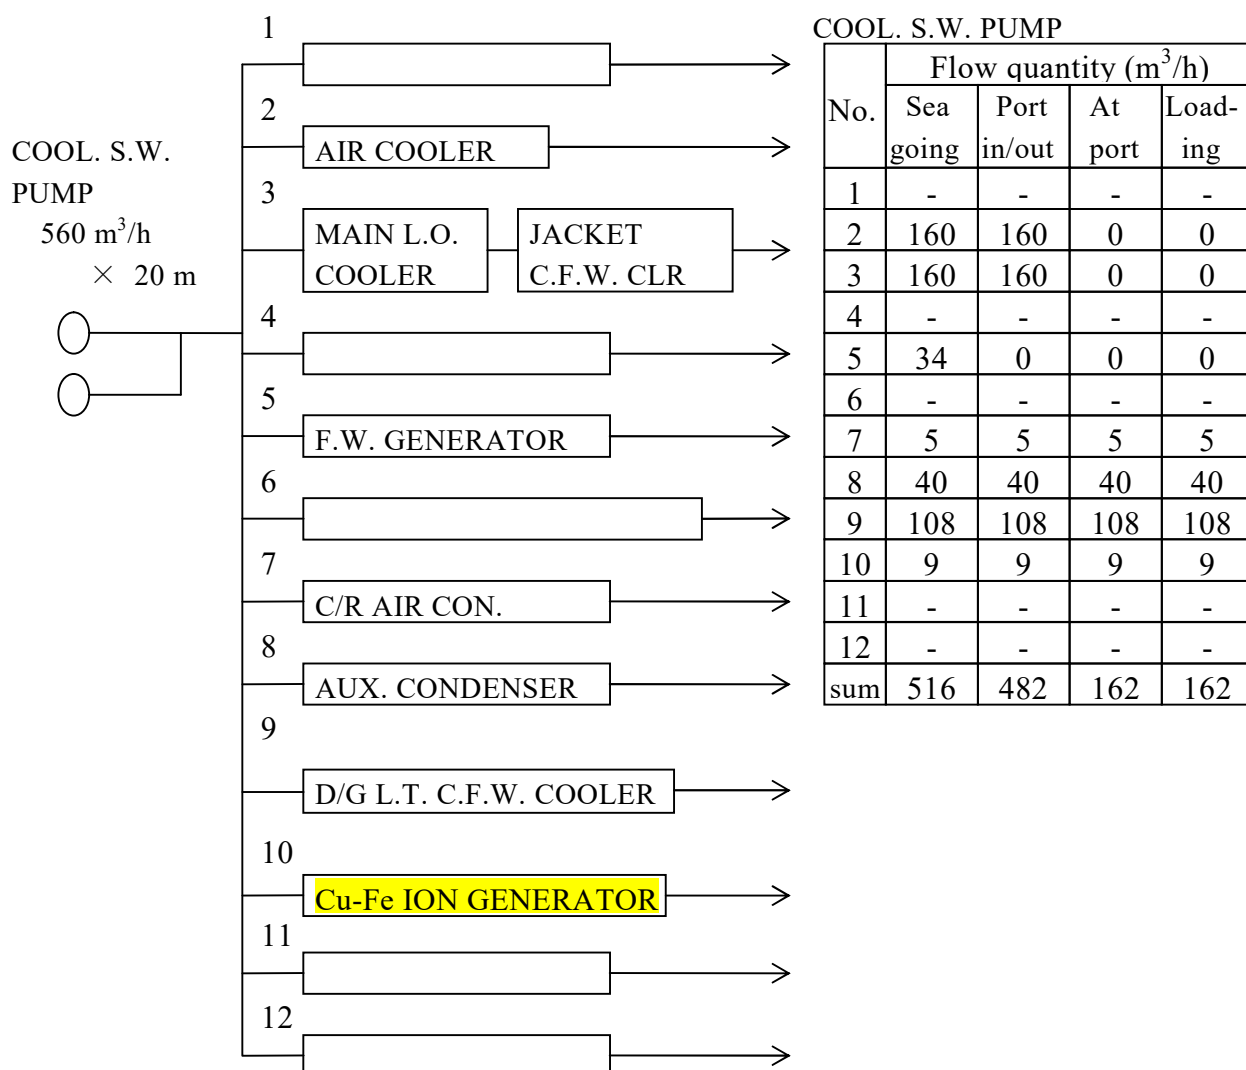 COOL. S.W.
PUMP
560 m³/h
× 20 m
1
2
AIR COOLER
3
MAIN L.O.
COOLER
JACKET
C.F.W. CLR
4
5
F.W. GENERATOR
6
7
C/R AIR CON.
8
AUX. CONDENSER
9
D/G L.T. C.F.W. COOLER
10
Cu-Fe ION GENERATOR
11
12
COOL. S.W. PUMP
No. Flow quantity (m³/h)
Sea going Port in/out At port Load-ing
1 - - - -
2 160 160 0 0
3 160 160 0 0
4 - - - -
5 34 0 0 0
6 - - - -
7 5 5 5 5
8 40 40 40 40
9 108 108 108 108
10 9 9 9 9
11 - - - -
12 - - - -
sum 516 482 162 162